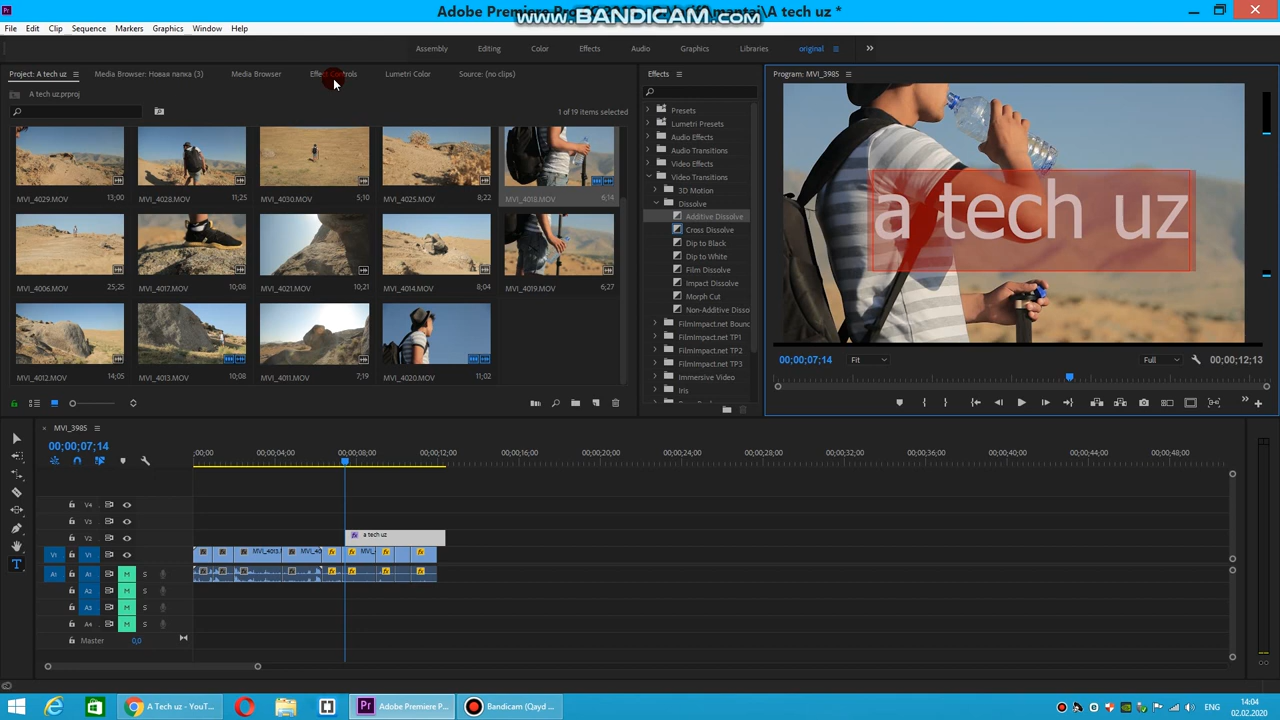 Adobe Premiere Pro
www.BANDICAM.com
A tech uz *
File Edit Clip Sequence Markers Graphics Window Help
Assembly Editing Color Effects Audio Graphics Libraries original
Project: A tech uz Media Browser: Новая папка (3) Media Browser Effect Controls Lumetri Color Source: (no clips)
A tech uz.prproj
1 of 19 items selected
MVI_4029.MOV 13;00 MVI_4028.MOV 11;25 MVI_4030.MOV 5;10 MVI_4025.MOV 8;22 MVI_4018.MOV 6;14
MVI_4006.MOV 25;25 MVI_4017.MOV 10;08 MVI_4021.MOV 10;21 MVI_4014.MOV 8;04 MVI_4019.MOV 6;27
MVI_4012.MOV 14;05 MVI_4013.MOV 10;08 MVI_4011.MOV 7;19 MVI_4020.MOV 11;02
Effects
Presets
Lumetri Presets
Audio Effects
Audio Transitions
Video Effects
Video Transitions
3D Motion
Dissolve
Additive Dissolve
Cross Dissolve
Dip to Black
Dip to White
Film Dissolve
Impact Dissolve
Morph Cut
Non-Additive Disso
FilmImpact.net Bounc
FilmImpact.net TP1
FilmImpact.net TP2
FilmImpact.net TP3
Immersive Video
Iris
Program: MVI_3985
a tech uz
00;00;07;14 Fit Full 00;00;12;13
MVI_3985
00;00;07;14
;00;00 00;00;04;00 00;00;08;00 00;00;12;00 00;00;16;00 00;00;20;00 00;00;24;00 00;00;28;00 00;00;32;00 00;00;36;00 00;00;40;00 00;00;44;00 00;00;48;00
V4
V3
V2 a tech uz
V1 V1 MVI_4013. MVI_40 MVI_
A1 A1 M S
A2 M S
A3 M S
A4 M S
Master 0,0
A Tech uz - YouT... Adobe Premiere P... Bandicam (Qayd ... ENG 14:04
02.02.2020